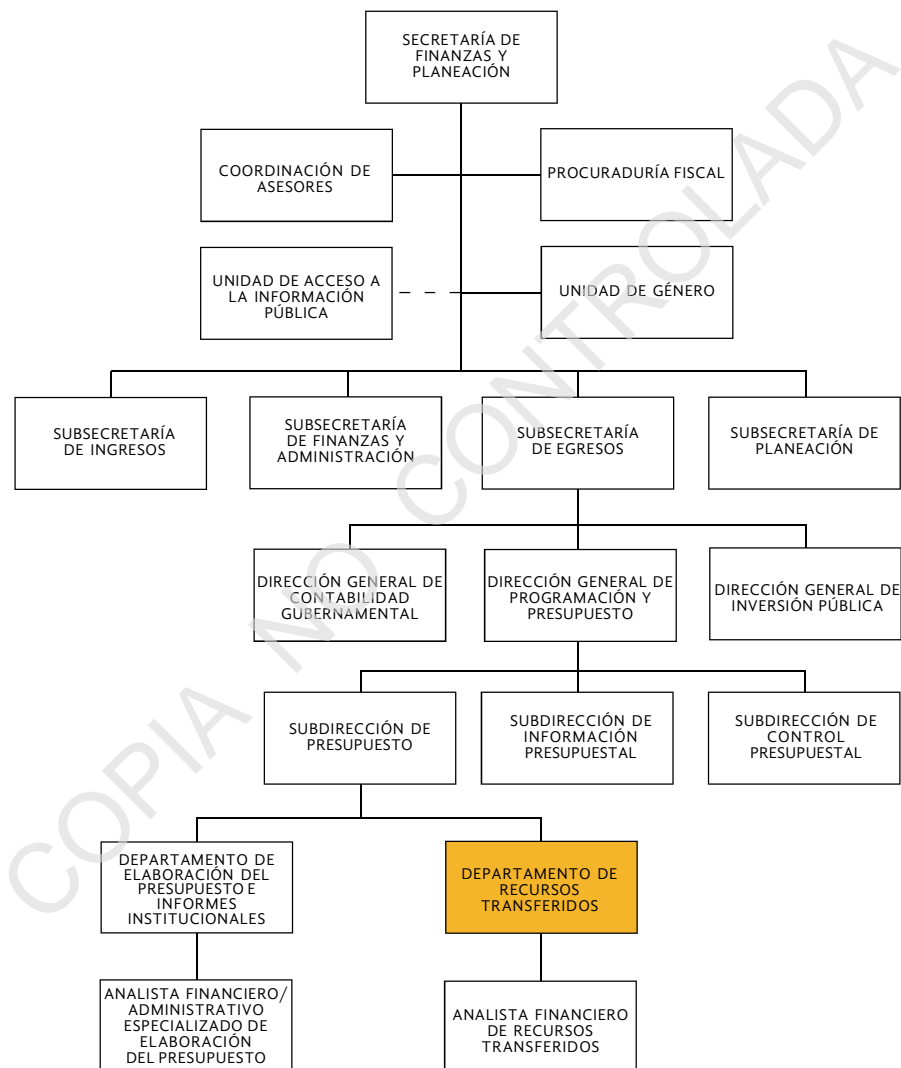 SECRETARÍA DE
FINANZAS Y
PLANEACIÓN
COORDINACIÓN DE
ASESORES
PROCURADURÍA FISCAL
UNIDAD DE ACCESO A
LA INFORMACIÓN
PÚBLICA
UNIDAD DE GÉNERO
SUBSECRETARÍA
DE INGRESOS
SUBSECRETARÍA
DE FINANZAS Y
ADMINISTRACIÓN
SUBSECRETARÍA
DE EGRESOS
SUBSECRETARÍA DE
PLANEACIÓN
DIRECCIÓN GENERAL DE
CONTABILIDAD
GUBERNAMENTAL
DIRECCIÓN GENERAL DE
PROGRAMACIÓN Y
PRESUPUESTO
DIRECCIÓN GENERAL DE
INVERSIÓN PÚBLICA
SUBDIRECCIÓN DE
PRESUPUESTO
SUBDIRECCIÓN DE
INFORMACIÓN
PRESUPUESTAL
SUBDIRECCIÓN DE
CONTROL
PRESUPUESTAL
DEPARTAMENTO DE
ELABORACIÓN DEL
PRESUPUESTO E
INFORMES
INSTITUCIONALES
DEPARTAMENTO DE
RECURSOS
TRANSFERIDOS
ANALISTA FINANCIERO/
ADMINISTRATIVO
ESPECIALIZADO DE
ELABORACIÓN
DEL PRESUPUESTO
ANALISTA FINANCIERO
DE RECURSOS
TRANSFERIDOS
COPIA NO CONTROLADA